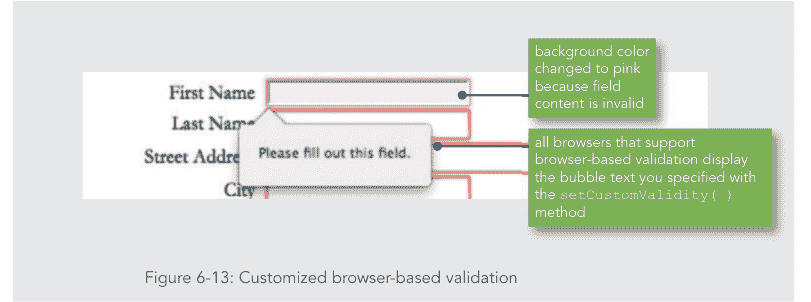 First Name
Last Name
Street Addre
City
Please fill out this field.
background color
changed to pink
because field
content is invalid
all browsers that support
browser-based validation display
the bubble text you specified with
the setCustomValidity( )
method
Figure 6-13: Customized browser-based validation